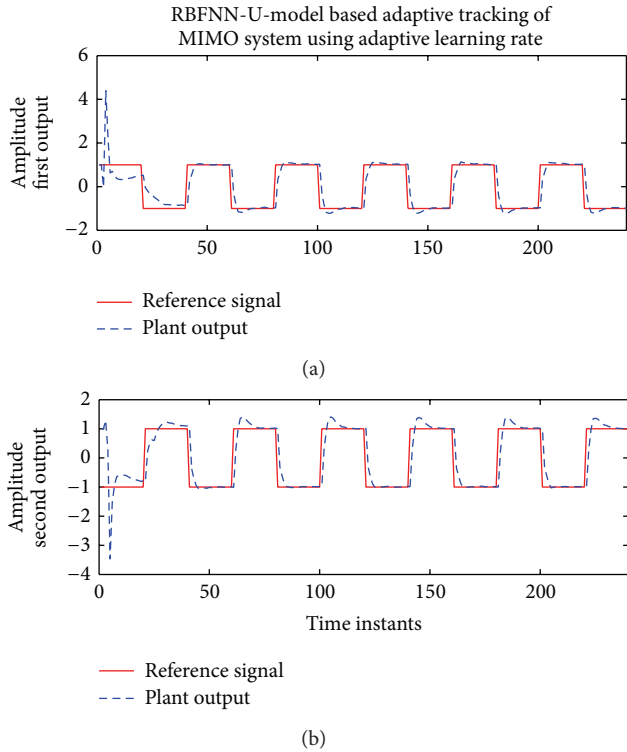 RBFNN-U-model based adaptive tracking of
MIMO system using adaptive learning rate
Amplitude
first output
6
4
2
0
−2
0
50
100
150
200
Reference signal
Plant output
(a)
Amplitude
second output
2
1
0
−1
−2
−3
−4
0
50
100
150
200
Time instants
Reference signal
Plant output
(b)